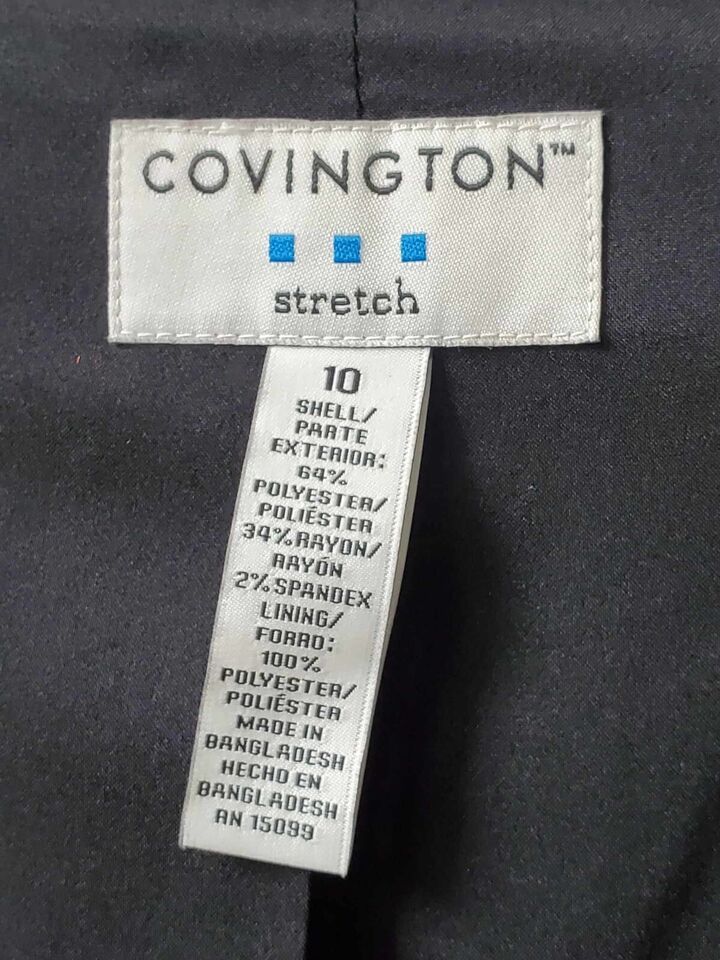 COVINGTON™
stretch
10
SHELL/
PARTE
EXTERIOR:
64%
POLYESTER/
POLIÉSTER
34% RAYON/
RAYÓN
2% SPANDEX
LINING/
FORRO:
100%
POLYESTER/
POLIÉSTER
MADE IN
BANGLADESH
HECHO EN
BANGLADESH
RN 15099